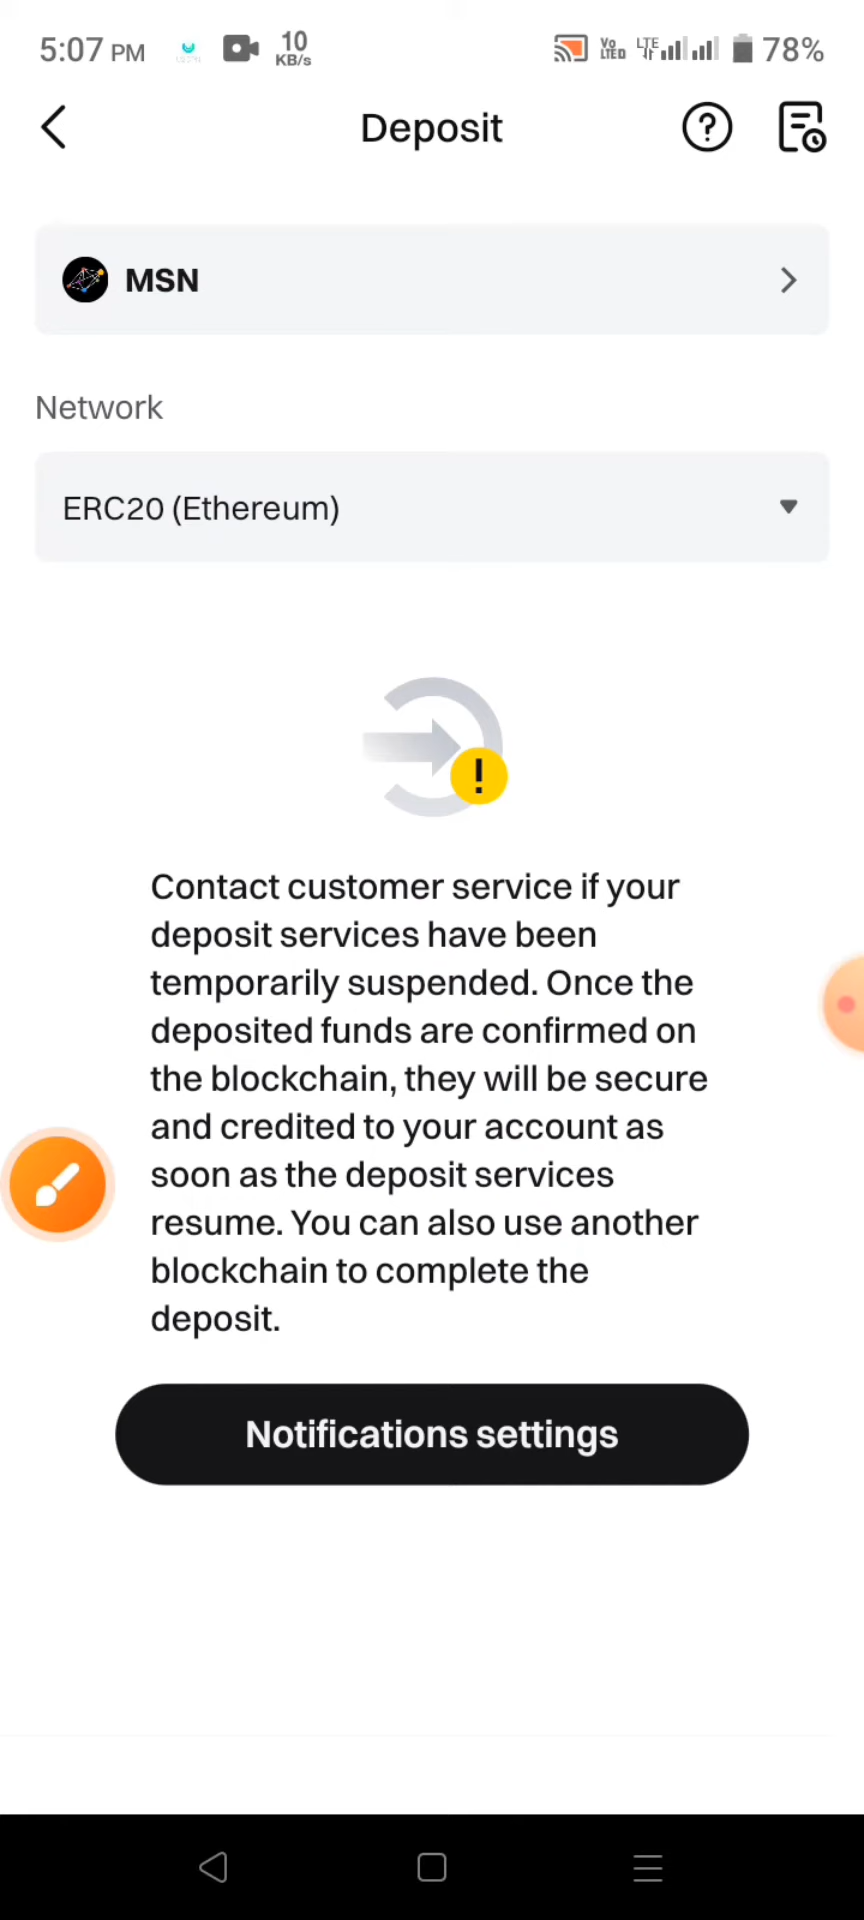 5:07 PM 10 KB/s Vo LTED LTE 78%
Deposit
MSN
Network
ERC20 (Ethereum)
Contact customer service if your
deposit services have been
temporarily suspended. Once the
deposited funds are confirmed on
the blockchain, they will be secure
and credited to your account as
soon as the deposit services
resume. You can also use another
blockchain to complete the
deposit.
Notifications settings